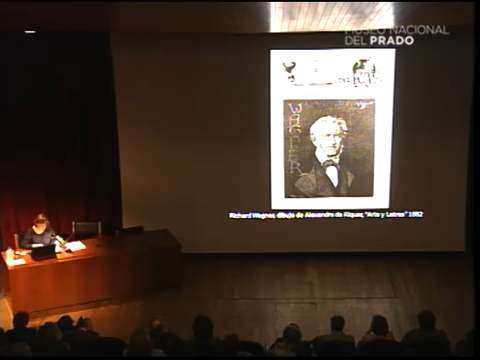 MUSEO NACIONAL
DEL PRADO
WAGNER
Richard Wagner, dibujo de Alexandre de Riquer, "Arte y Letras" 1882